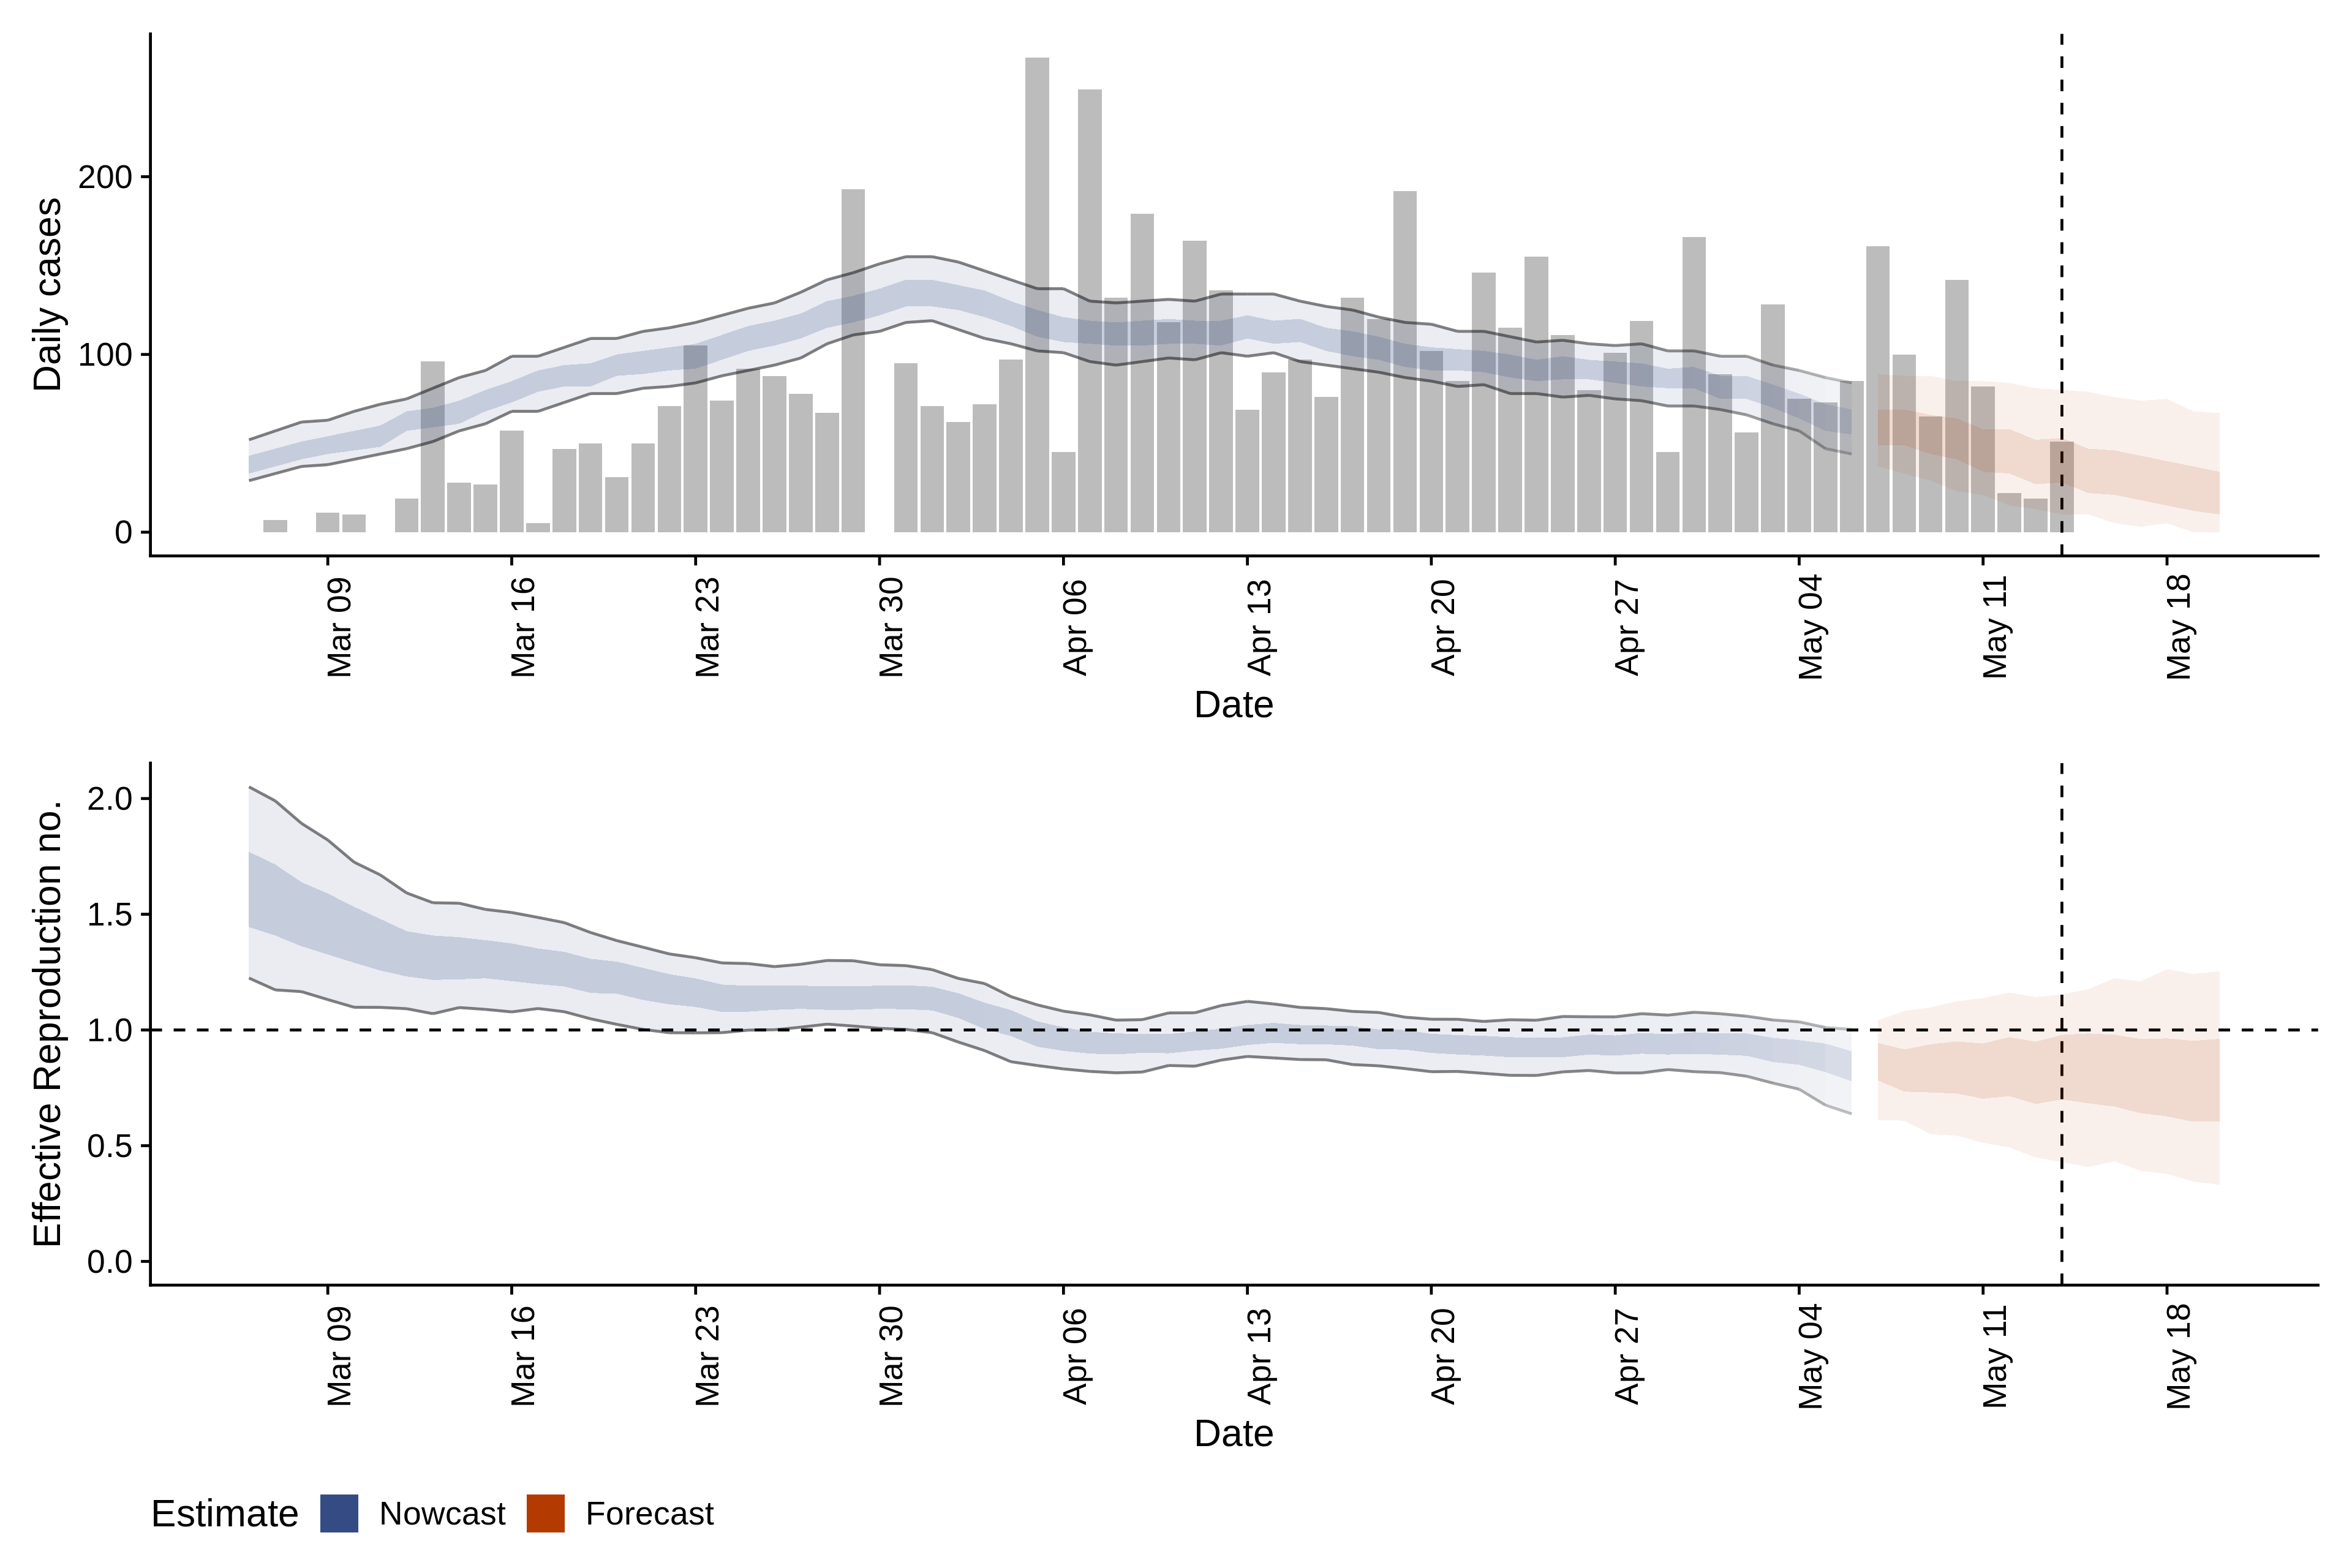 Daily cases
200
100
0
Mar 09
Mar 16
Mar 23
Mar 30
Apr 06
Apr 13
Apr 20
Apr 27
May 04
May 11
May 18
Date
Effective Reproduction no.
2.0
1.5
1.0
0.5
0.0
Mar 09
Mar 16
Mar 23
Mar 30
Apr 06
Apr 13
Apr 20
Apr 27
May 04
May 11
May 18
Date
Estimate Nowcast Forecast